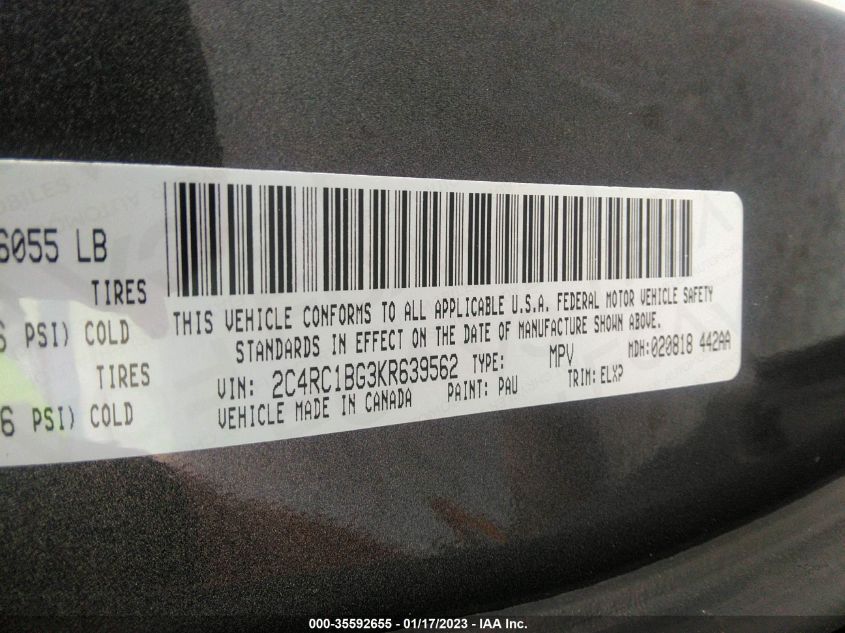 6055 LB
TIRES
PSI) COLD
6 PSI) COLD
THIS VEHICLE CONFORMS TO ALL APPLICABLE U.S.A. FEDERAL MOTOR VEHICLE SAFETY
STANDARDS IN EFFECT ON THE DATE OF MANUFACTURE SHOWN ABOVE.
VIN: 2C4RC1BG3KR639562 TYPE: MPV MDH:020818 442AA
VEHICLE MADE IN CANADA PAINT: PAU TRIM:ELXP
000-35592655 - 01/17/2023 - IAA Inc.